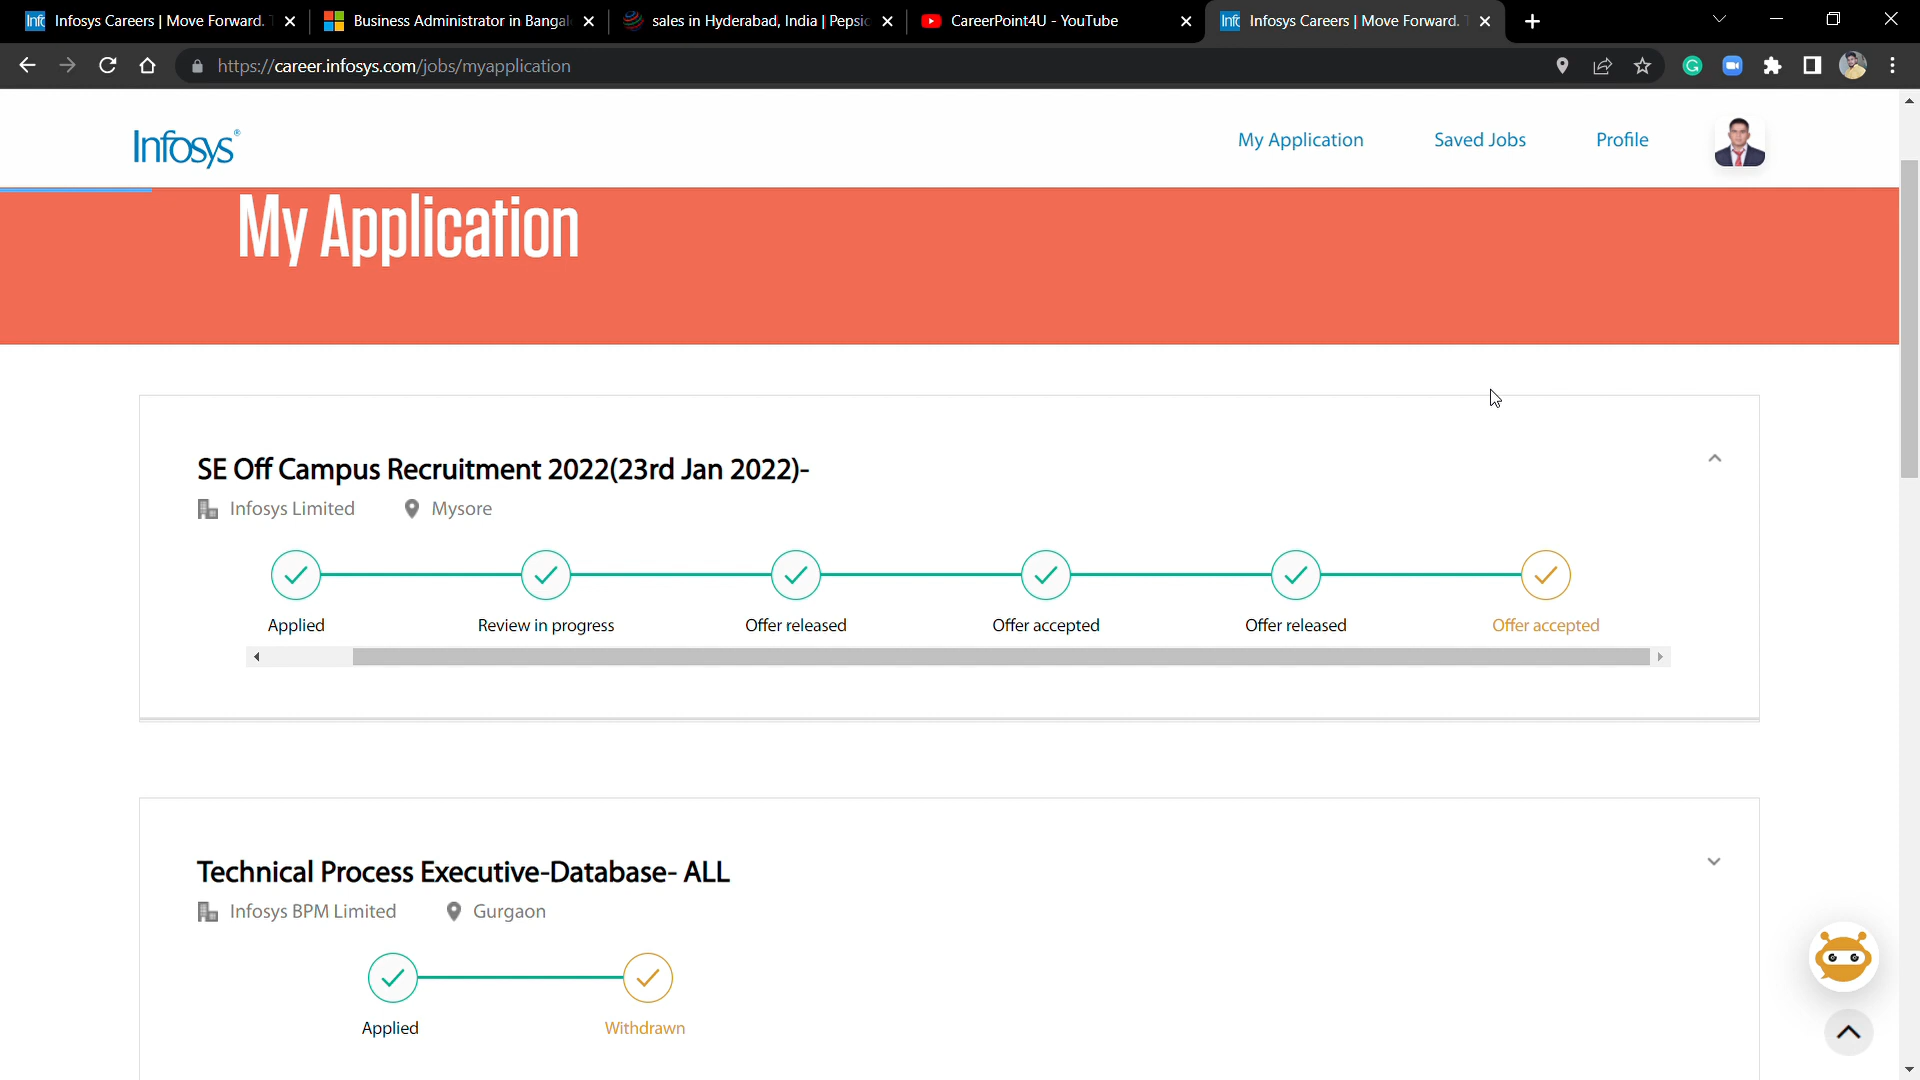 Infosys Careers | Move Forward.
Business Administrator in Bangal
sales in Hyderabad, India | Pepsic
CareerPoint4U - YouTube
Infosys Careers | Move Forward.
https://career.infosys.com/jobs/myapplication
Infosys®
My Application
Saved Jobs
Profile
My Application
SE Off Campus Recruitment 2022(23rd Jan 2022)-
Infosys Limited
Mysore
Applied
Review in progress
Offer released
Offer accepted
Offer released
Offer accepted
Technical Process Executive-Database- ALL
Infosys BPM Limited
Gurgaon
Applied
Withdrawn